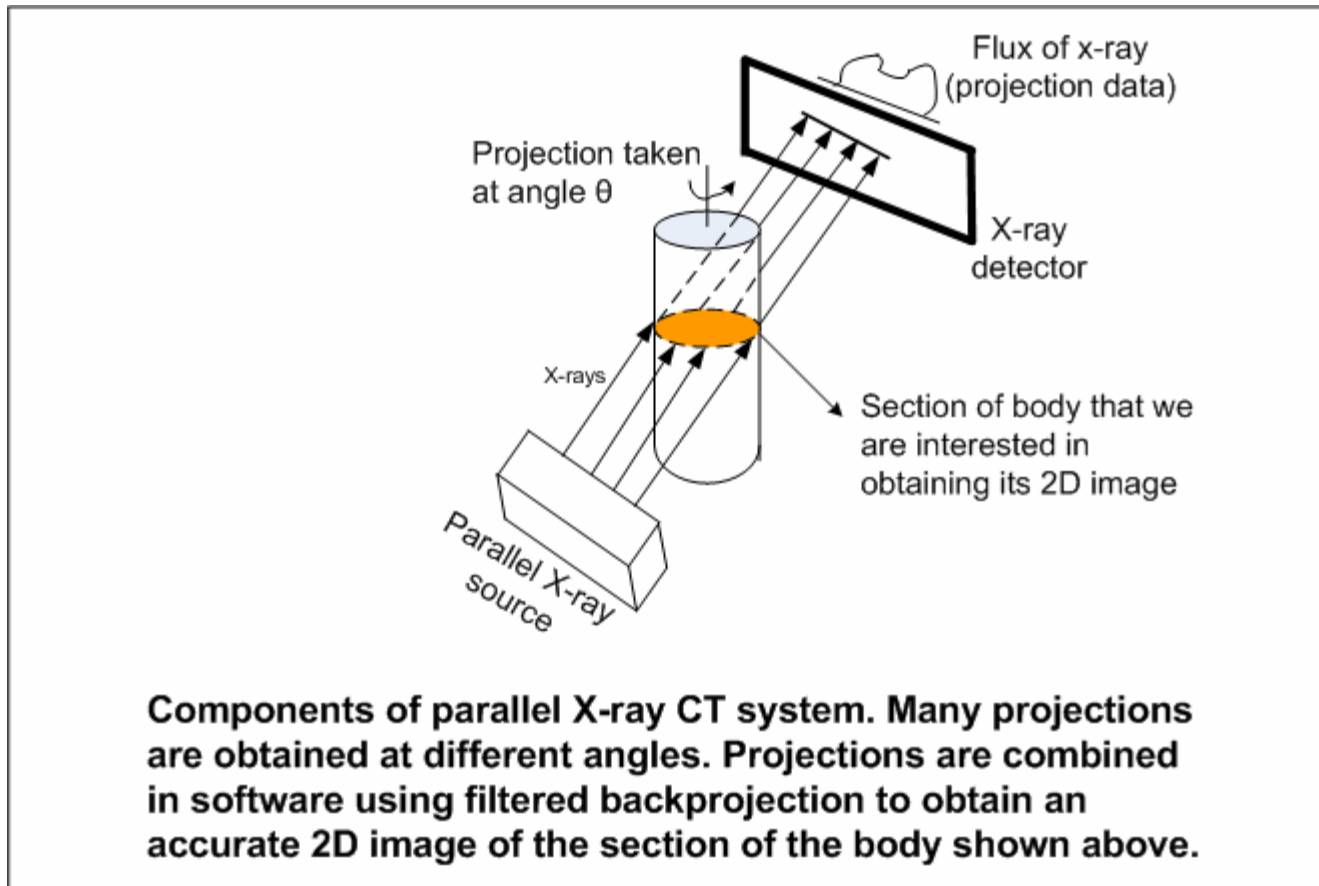 Flux of x-ray
(projection data)
Projection taken
at angle θ
X-ray
detector
X-rays
Section of body that we
are interested in
obtaining its 2D image
Parallel X-ray
source
Components of parallel X-ray CT system. Many projections
are obtained at different angles. Projections are combined
in software using filtered backprojection to obtain an
accurate 2D image of the section of the body shown above.